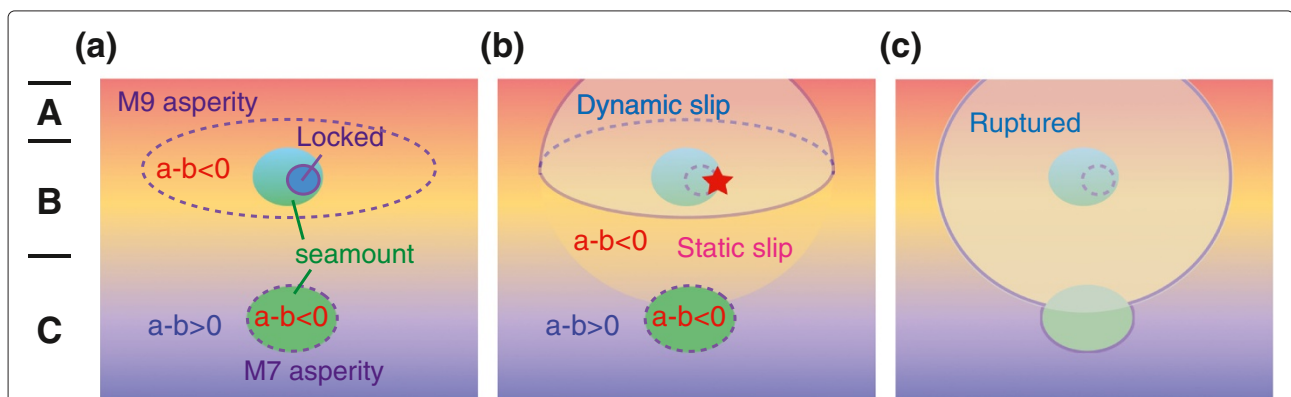 (a)
(b)
(c)
A
B
C
M9 asperity
Locked
a-b<0
seamount
a-b<0
a-b>0
M7 asperity
Dynamic slip
a-b<0
Static slip
a-b>0
a-b<0
Ruptured